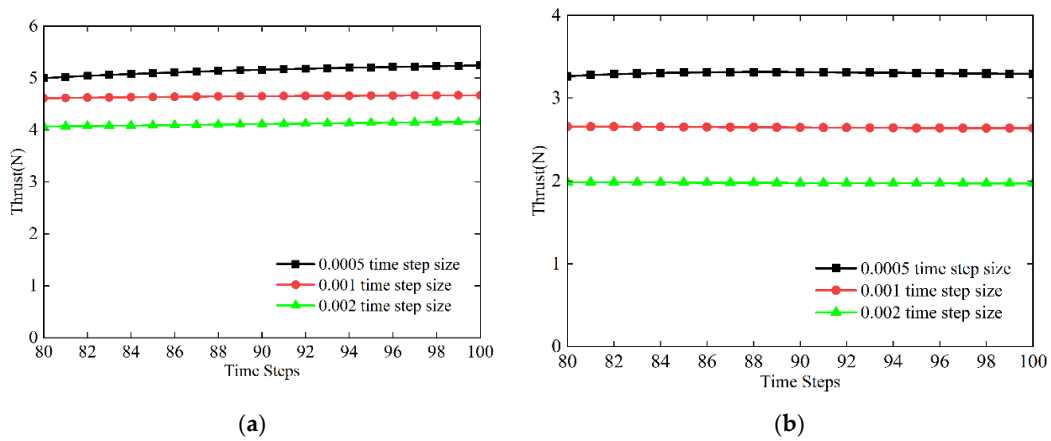 6
5
4
3
2
1
0
Thrust(N)
0.0005 time step size
0.001 time step size
0.002 time step size
80 82 84 86 88 90 92 94 96 98 100
Time Steps
(a)
4
3
2
1
0
Thrust(N)
0.0005 time step size
0.001 time step size
0.002 time step size
80 82 84 86 88 90 92 94 96 98 100
Time Steps
(b)